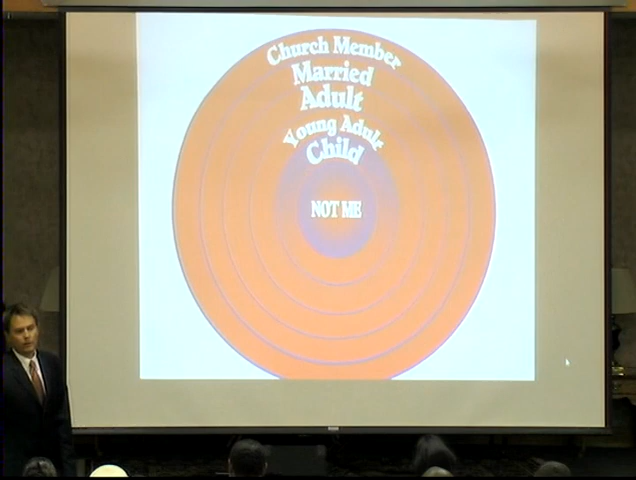 Church Member
Married
Adult
Young Adult
Child
NOT ME